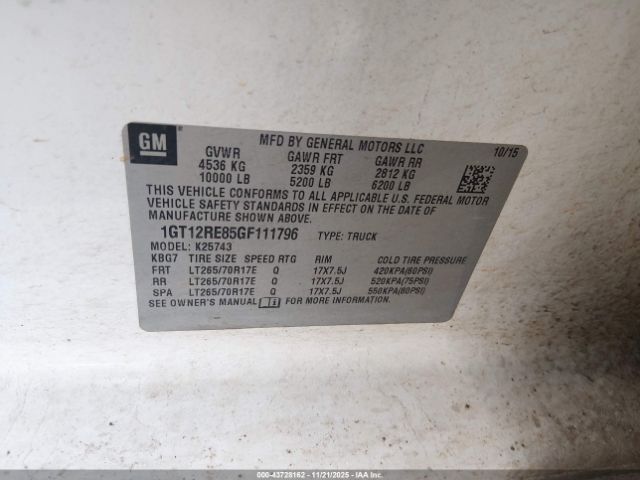 GM
MFD BY GENERAL MOTORS LLC
10/15
GVWR GAWR FRT GAWR RR
4536 KG 2359 KG 2812 KG
10000 LB 5200 LB 6200 LB
THIS VEHICLE CONFORMS TO ALL APPLICABLE U.S. FEDERAL MOTOR
VEHICLE SAFETY STANDARDS IN EFFECT ON THE DATE OF
MANUFACTURE SHOWN ABOVE.
1GT12RE85GF111796 TYPE: TRUCK
MODEL: K25743
KBG7 TIRE SIZE SPEED RTG RIM COLD TIRE PRESSURE
FRT LT265/70R17E Q 17X7.5J 420KPA(60PSI)
RR LT265/70R17E Q 17X7.5J 520KPA(75PSI)
SPA LT265/70R17E Q 17X7.5J 550KPA(80PSI)
SEE OWNER'S MANUAL FOR MORE INFORMATION.
000-43728162 - 11/21/2025 - IAA Inc.